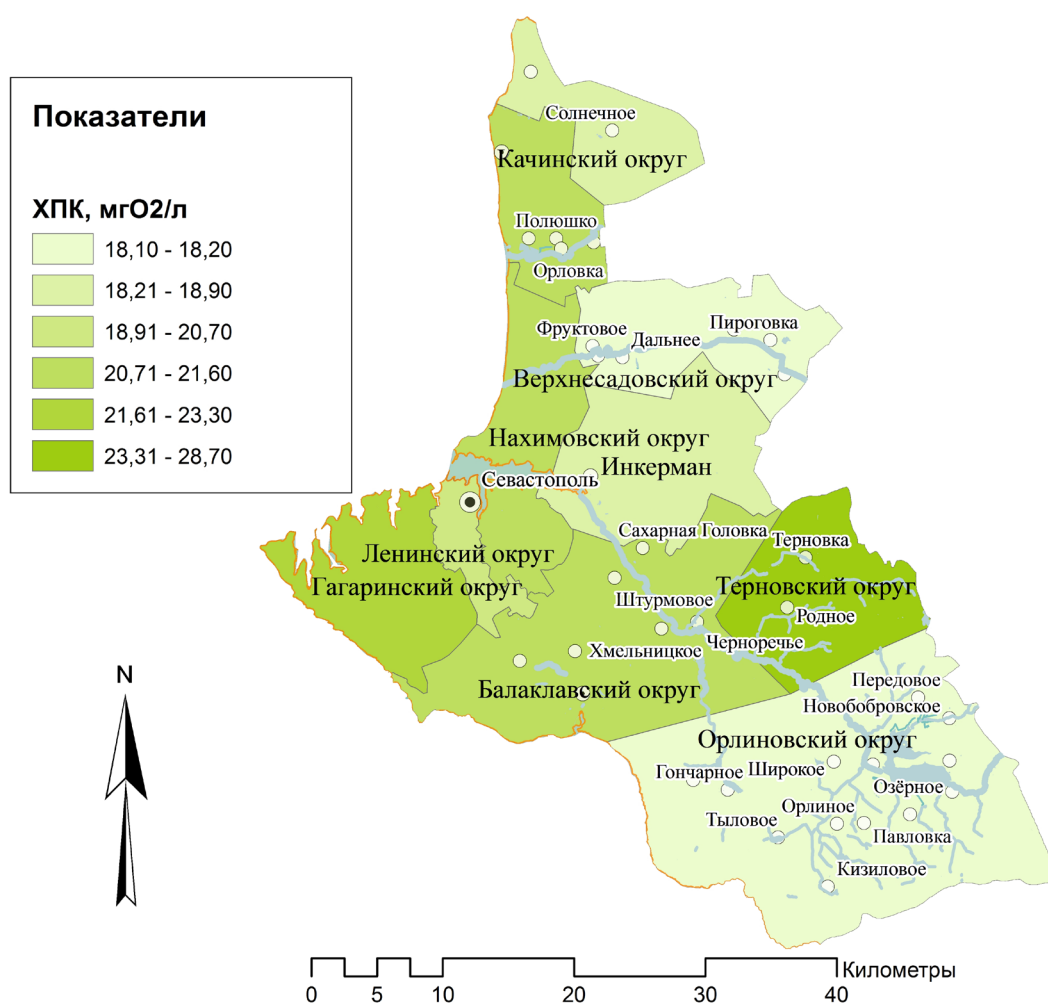 Показатели
ХПК, мгО2/л
18,10 - 18,20
18,21 - 18,90
18,91 - 20,70
20,71 - 21,60
21,61 - 23,30
23,31 - 28,70
Солнечное
Качинский округ
Полюшко
Орловка
Фруктовое
Дальнее
Пироговка
Верхнесадовский округ
Нахимовский округ
Инкерман
Севастополь
Сахарная Головка
Терновка
Ленинский округ
Гагаринский округ
Терновский округ
Штурмовое
Родное
Черноречье
Хмельницкое
Балаклавский округ
Передовое
Новобобровское
Орлиновский округ
Гончарное
Широкое
Озёрное
Орлиное
Тыловое
Павловка
Кизиловое
N
Километры
0 5 10 20 30 40